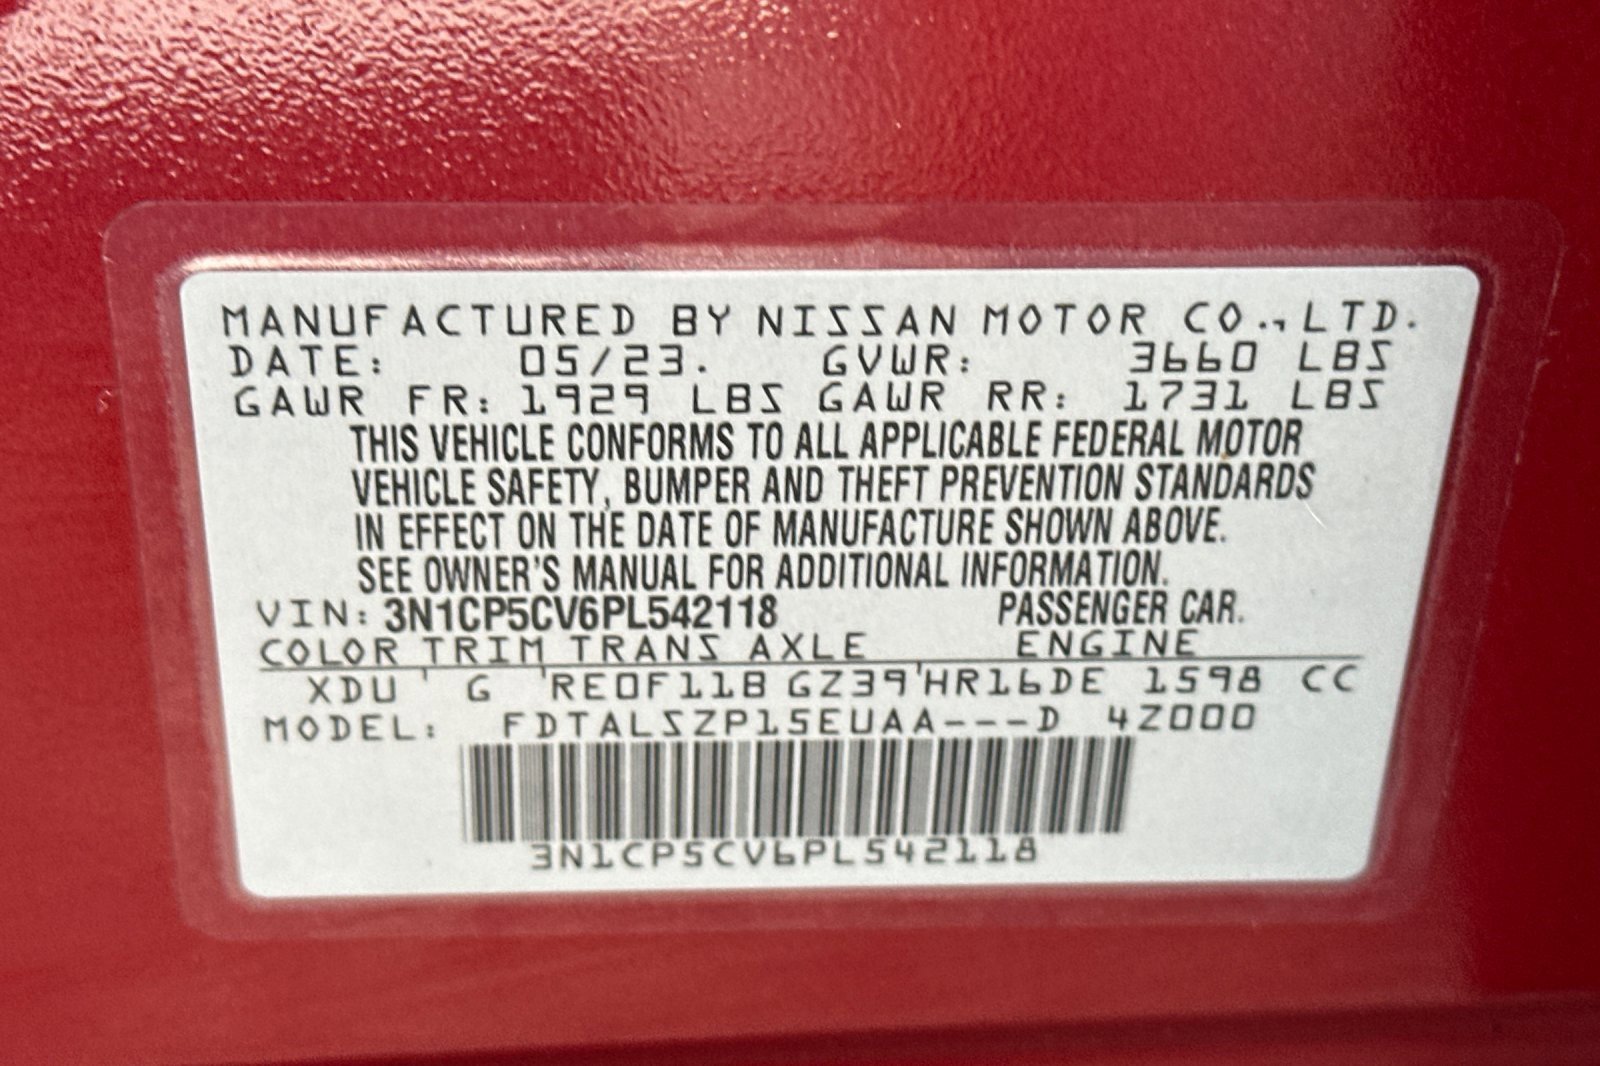 MANUFACTURED BY NISSAN MOTOR CO., LTD.
DATE: 05/23. GVWR: 3660 LBS
GAWR FR: 1929 LBS GAWR RR: 1731 LBS
THIS VEHICLE CONFORMS TO ALL APPLICABLE FEDERAL MOTOR
VEHICLE SAFETY, BUMPER AND THEFT PREVENTION STANDARDS
IN EFFECT ON THE DATE OF MANUFACTURE SHOWN ABOVE.
SEE OWNER'S MANUAL FOR ADDITIONAL INFORMATION.
VIN: 3N1CP5CV6PL542118 PASSENGER CAR.
COLOR TRIM TRANS AXLE ENGINE
XDU ' G 'RE0F11B GZ39'HR16DE 1598 CC
MODEL: FDTALSZP15EUAA---D 4Z000
3N1CP5CV6PL542118